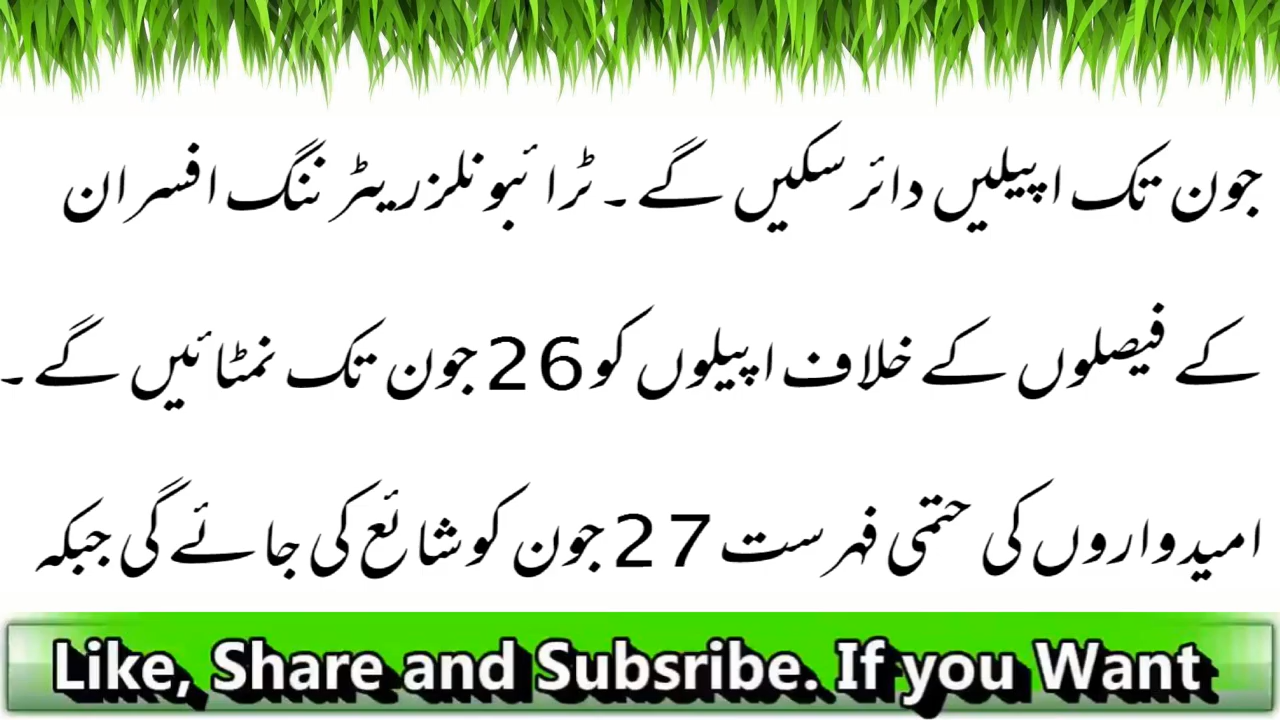 جون تک اپیلیں دائر سکیں گے۔ ٹرائبونلز ریٹرننگ افسران
کے فیصلوں کے خلاف اپیلوں کو 26 جون تک نمٹائیں گے۔
امیدواروں کی حتمی فہرست 27 جون کو شائع کی جائے گی جبکہ
Like, Share and Subsribe. If you Want